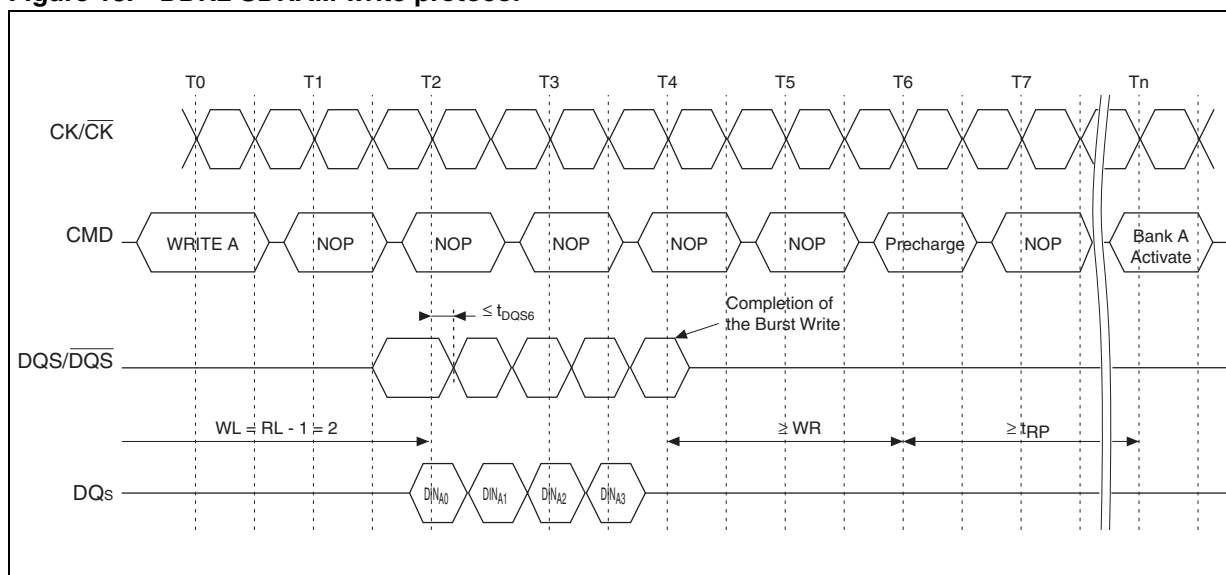 Figure 18. DDR2 SDRAM write protocol
T0 T1 T2 T3 T4 T5 T6 T7 Tn
CK/CK
CMD WRITE A NOP NOP NOP NOP NOP Precharge NOP Bank A
Activate
≤ tDQS6
Completion of
the Burst Write
DQS/DQS
WL = RL - 1 = 2 ≥ WR ≥ tRP
DQs DINA0 DINA1 DINA2 DINA3